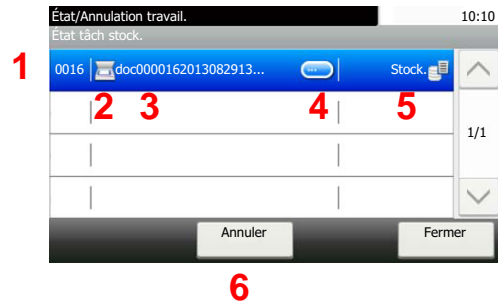 État/Annulation travail. 10:10
État tâch stock.
1 0016 doc0000162013082913... Stock.
2 3 4 5
1/1
Annuler Fermer
6